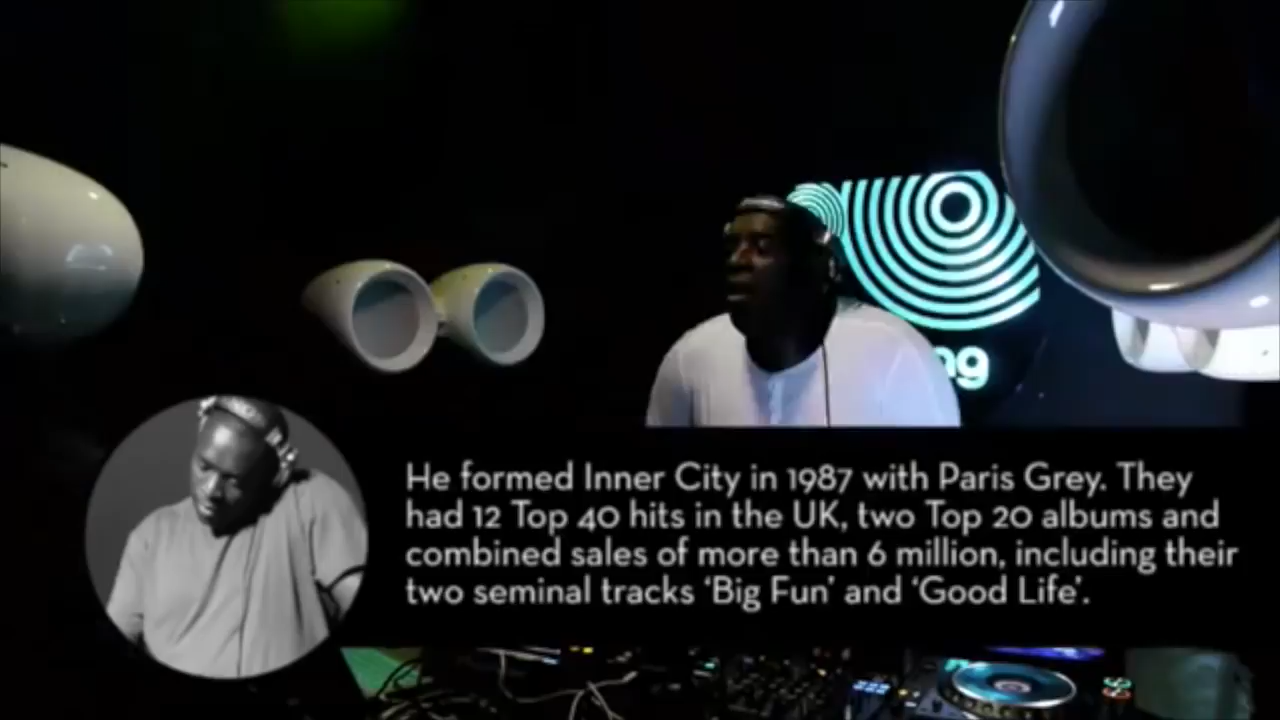 ng
He formed Inner City in 1987 with Paris Grey. They
had 12 Top 40 hits in the UK, two Top 20 albums and
combined sales of more than 6 million, including their
two seminal tracks ‘Big Fun’ and ‘Good Life’.